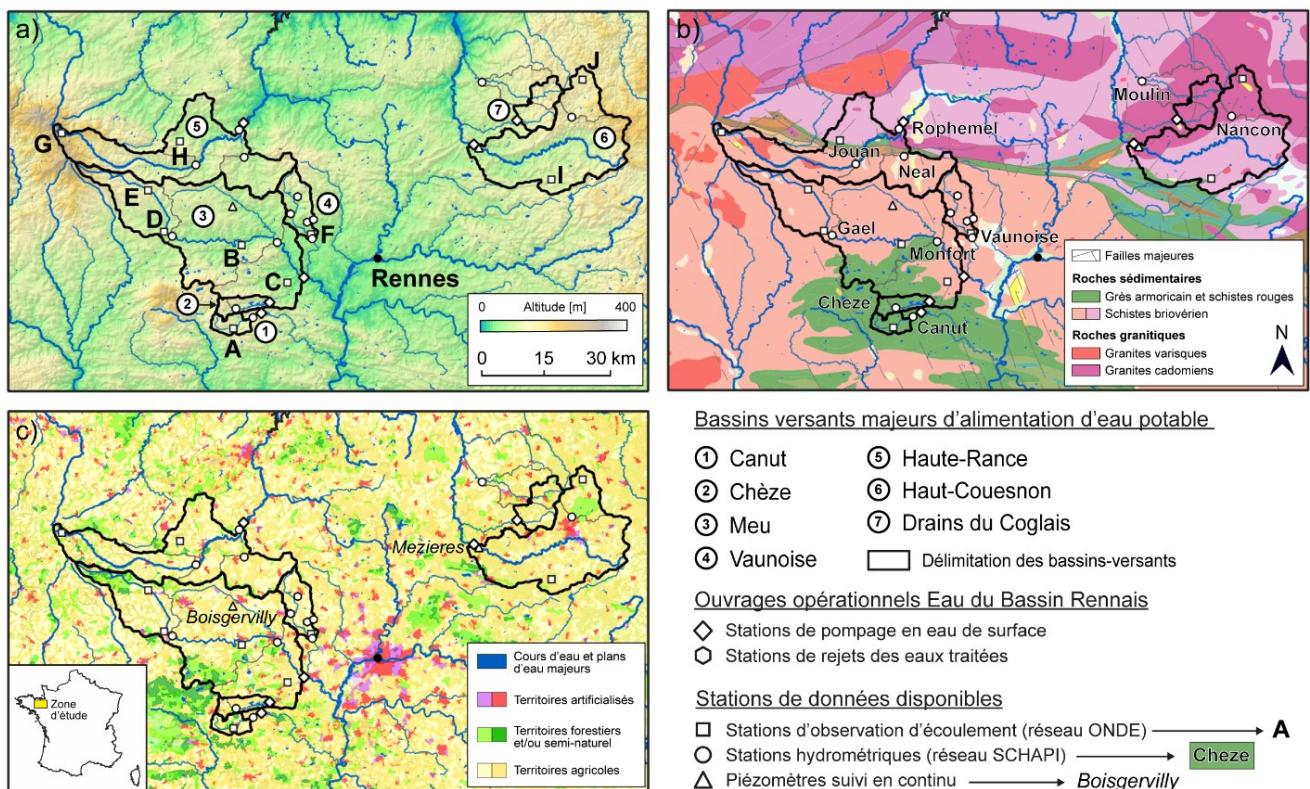 a)
J
7
5
6
G
H
I
E
4
D
3
F
B
Rennes
C
2
1
A
0 Altitude [m] 400
0 15 30 km
b)
Moulin
Nancon
Rophemel
Jouan
Neal
Gael
Vaunoise
Monfort
Cheze
Canut
Failles majeures
Roches sédimentaires
Grès armoricain et schistes rouges
Schistes briovérien
Roches granitiques
Granites varisques
Granites cadomiens
N
c)
Mezieres
Boisgervilly
Zone
d'étude
Cours d'eau et plans
d'eau majeurs
Territoires artificialisés
Territoires forestiers
et/ou semi-naturel
Territoires agricoles
Bassins versants majeurs d'alimentation d'eau potable
1 Canut
2 Chèze
3 Meu
4 Vaunoise
5 Haute-Rance
6 Haut-Couesnon
7 Drains du Coglais
Délimitation des bassins-versants
Ouvrages opérationnels Eau du Bassin Rennais
Stations de pompage en eau de surface
Stations de rejets des eaux traitées
Stations de données disponibles
Stations d'observation d'écoulement (réseau ONDE) A
Stations hydrométriques (réseau SCHAPI) Cheze
Piézomètres suivi en continu Boisgervilly